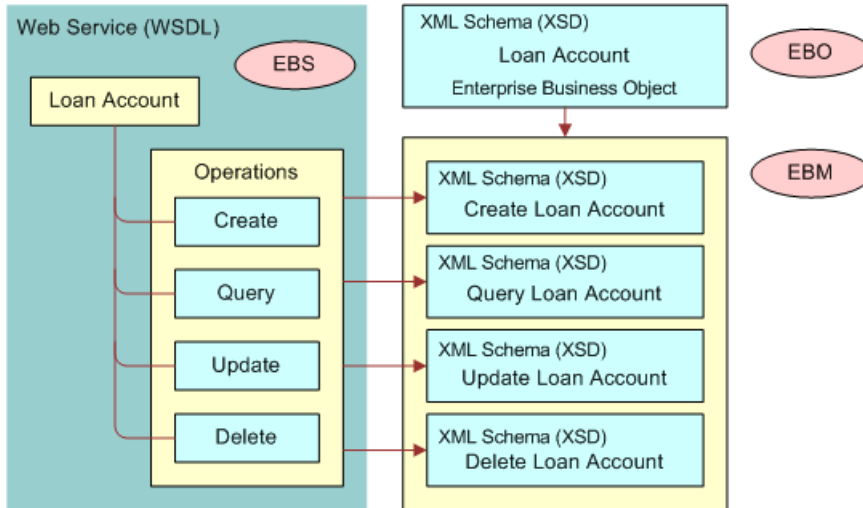 Web Service (WSDL)
EBS
Loan Account
Operations
Create
Query
Update
Delete
XML Schema (XSD)
Loan Account
Enterprise Business Object
EBO
EBM
XML Schema (XSD)
Create Loan Account
XML Schema (XSD)
Query Loan Account
XML Schema (XSD)
Update Loan Account
XML Schema (XSD)
Delete Loan Account